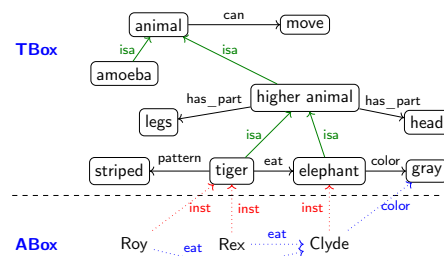 can
animal
move
TBox
isa
isa
amoeba
has_part
higher animal
has_part
legs
head
isa
isa
striped
pattern
tiger
eat
elephant
color
gray
inst
inst
inst
color
ABox
Roy
eat
Rex
eat
Clyde